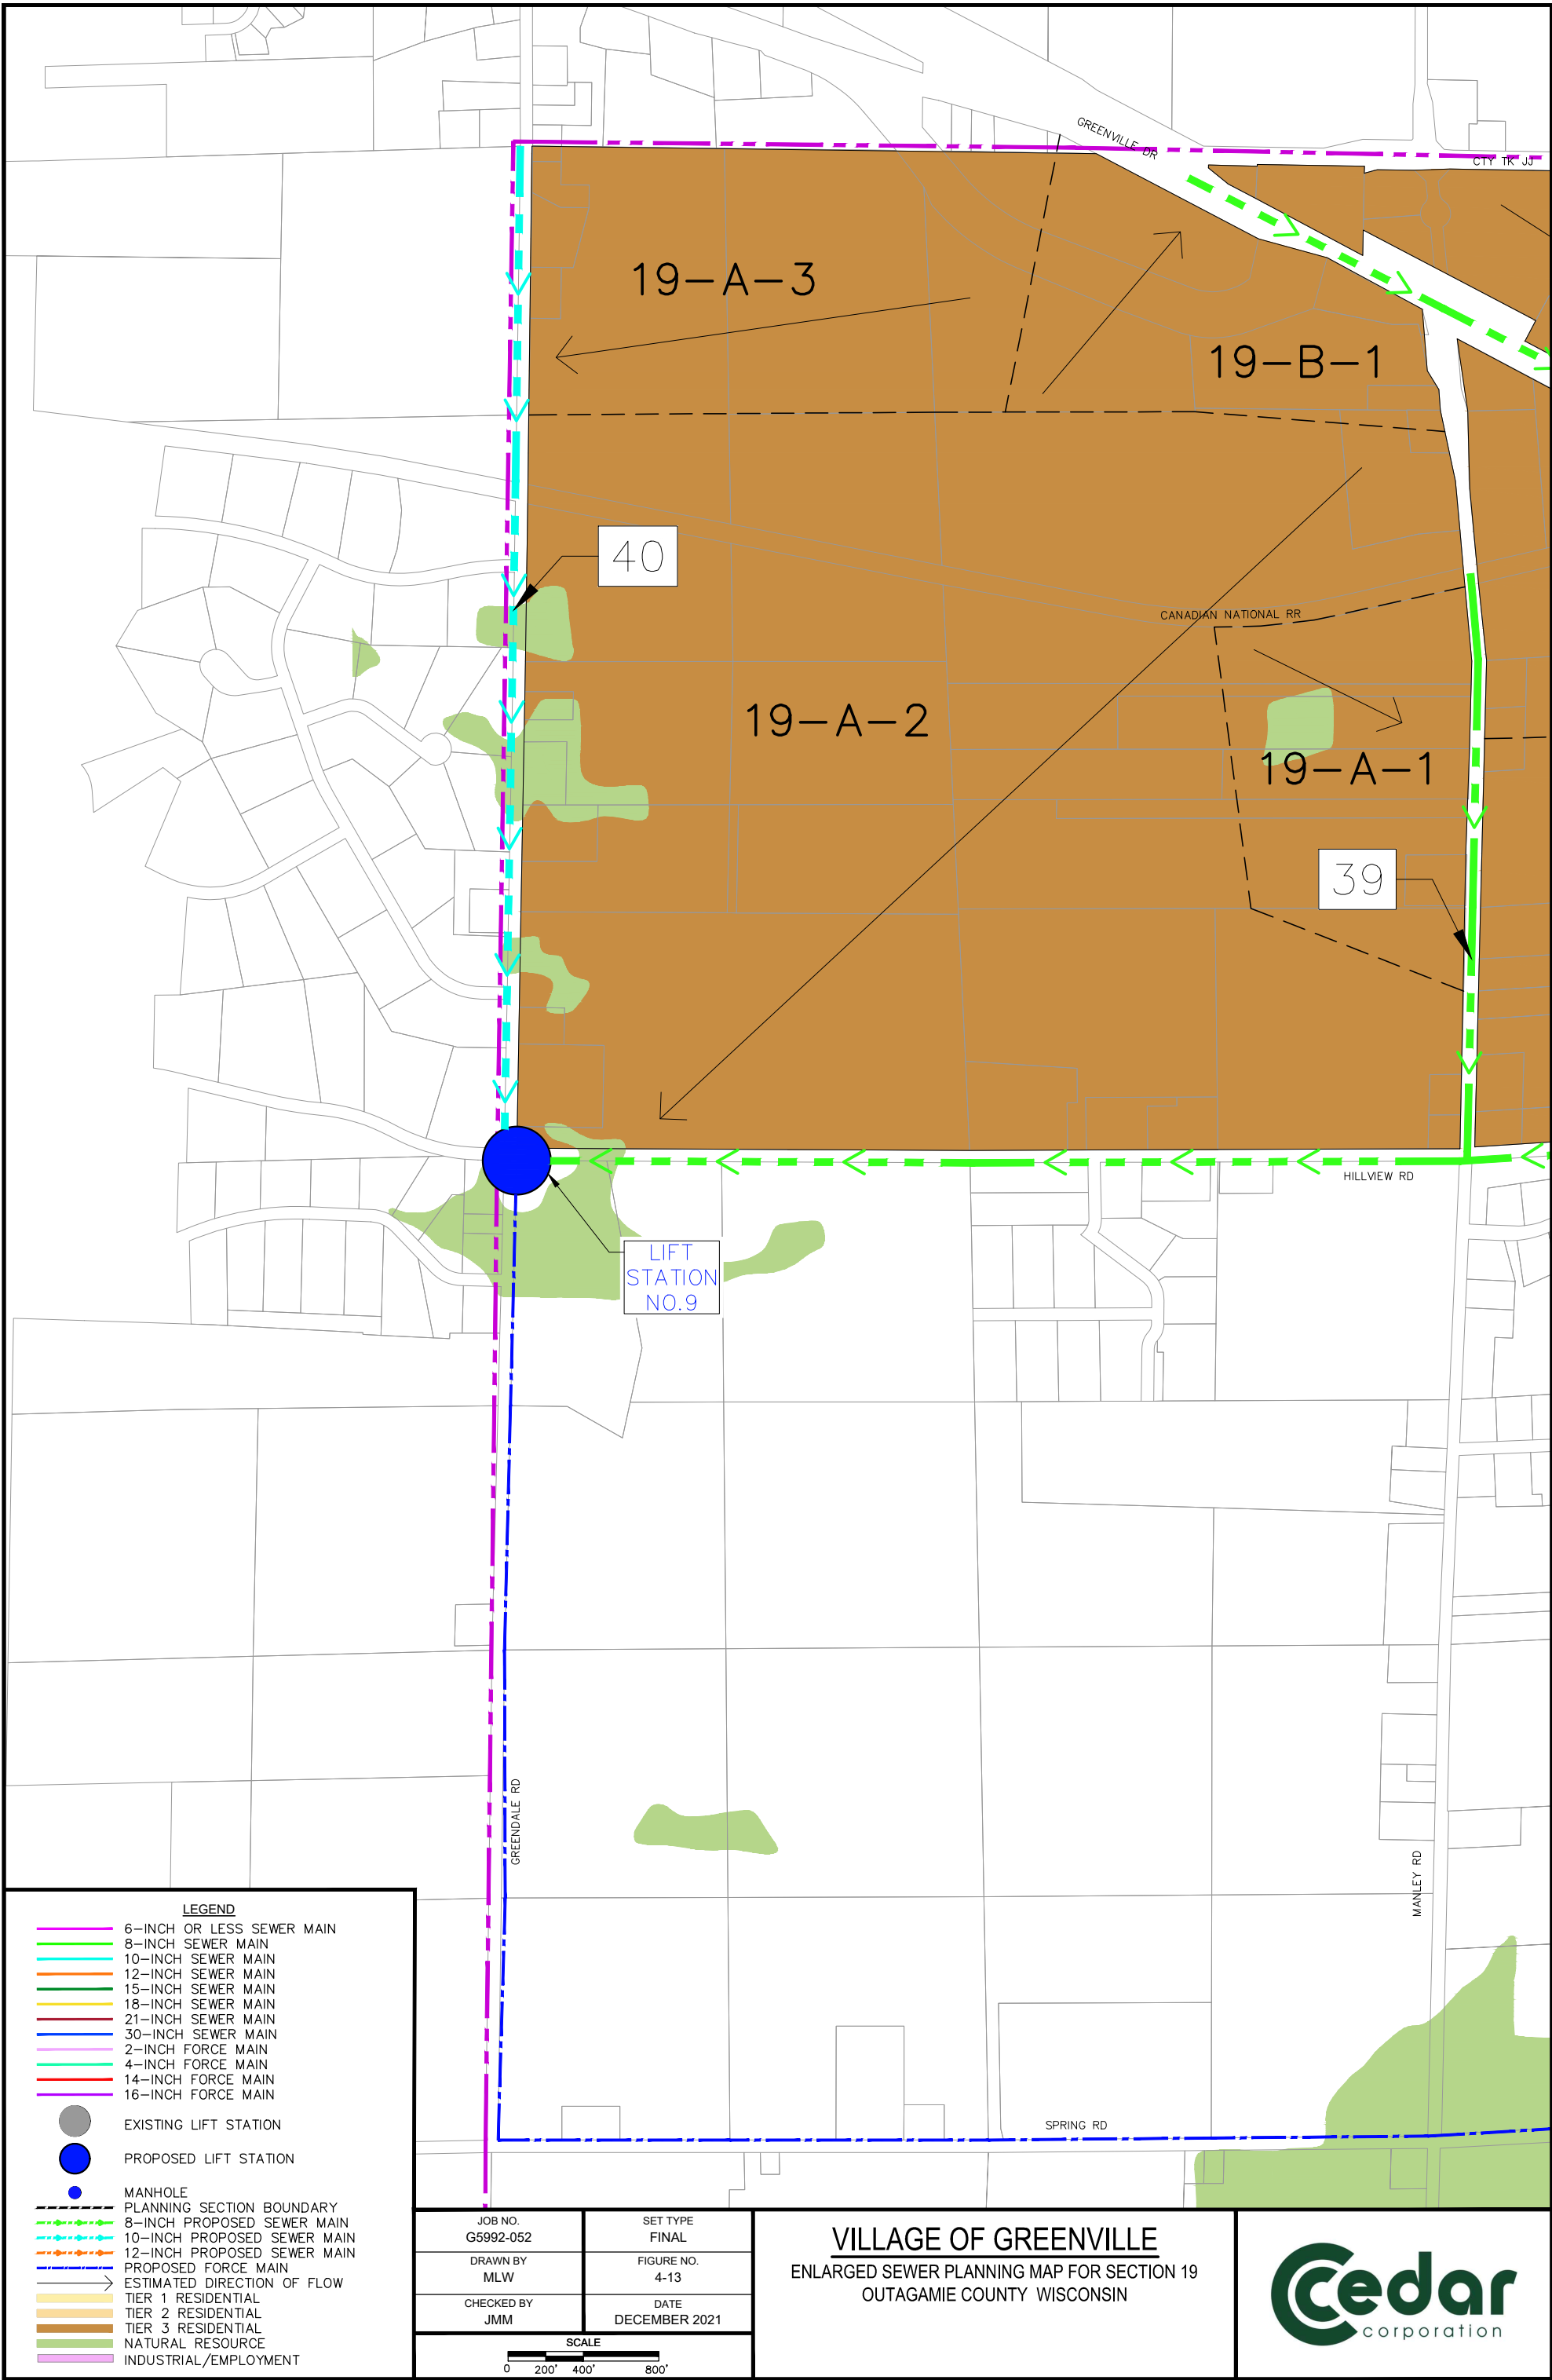 GREENVILLE DR
CTY TK JJ
19-A-3
19-B-1
40
CANADIAN NATIONAL RR
19-A-2
19-A-1
39
HILLVIEW RD
LIFT
STATION
NO.9
GREENDALE RD
MANLEY RD
SPRING RD
LEGEND
6-INCH OR LESS SEWER MAIN
8-INCH SEWER MAIN
10-INCH SEWER MAIN
12-INCH SEWER MAIN
15-INCH SEWER MAIN
18-INCH SEWER MAIN
21-INCH SEWER MAIN
30-INCH SEWER MAIN
2-INCH FORCE MAIN
4-INCH FORCE MAIN
14-INCH FORCE MAIN
16-INCH FORCE MAIN
EXISTING LIFT STATION
PROPOSED LIFT STATION
MANHOLE
PLANNING SECTION BOUNDARY
8-INCH PROPOSED SEWER MAIN
10-INCH PROPOSED SEWER MAIN
12-INCH PROPOSED SEWER MAIN
PROPOSED FORCE MAIN
ESTIMATED DIRECTION OF FLOW
TIER 1 RESIDENTIAL
TIER 2 RESIDENTIAL
TIER 3 RESIDENTIAL
NATURAL RESOURCE
INDUSTRIAL/EMPLOYMENT
JOB NO.
G5992-052
SET TYPE
FINAL
DRAWN BY
MLW
FIGURE NO.
4-13
CHECKED BY
JMM
DATE
DECEMBER 2021
SCALE
0 200' 400' 800'
VILLAGE OF GREENVILLE
ENLARGED SEWER PLANNING MAP FOR SECTION 19
OUTAGAMIE COUNTY WISCONSIN
Cedar
corporation